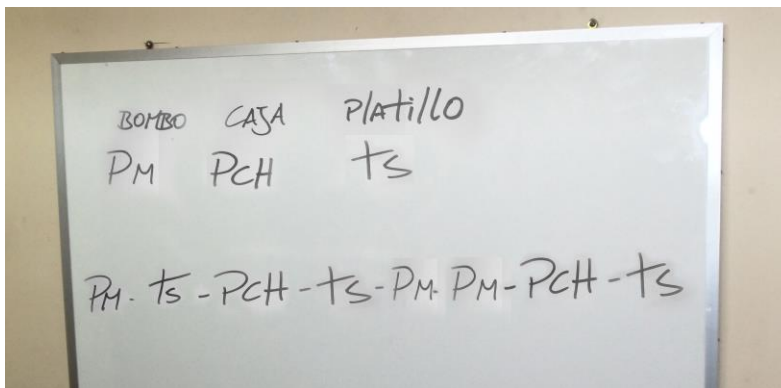 BOMBO CAJA Platillo
PM PCH ts
PM - ts - PCH - ts - PM - PM - PCH - ts